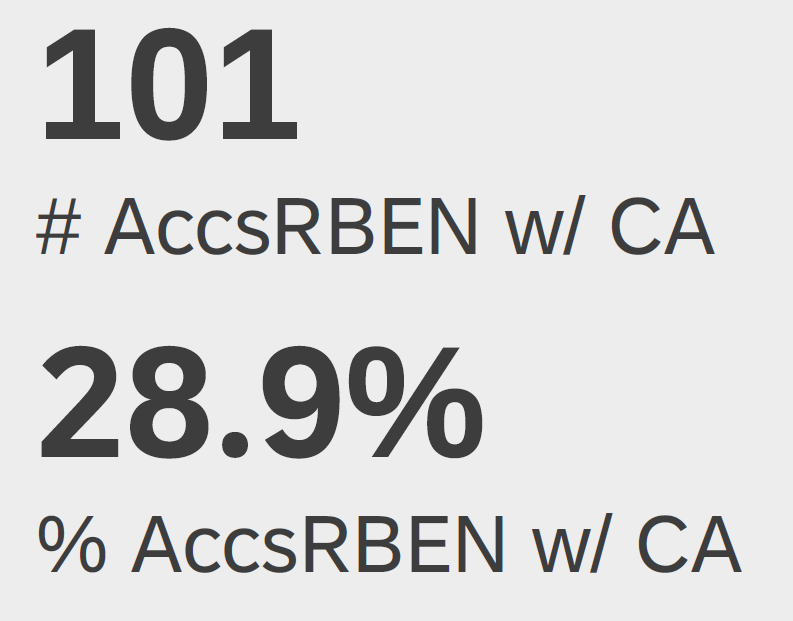 101
# AccsRBEN w/ CA
28.9%
% AccsRBEN w/ CA